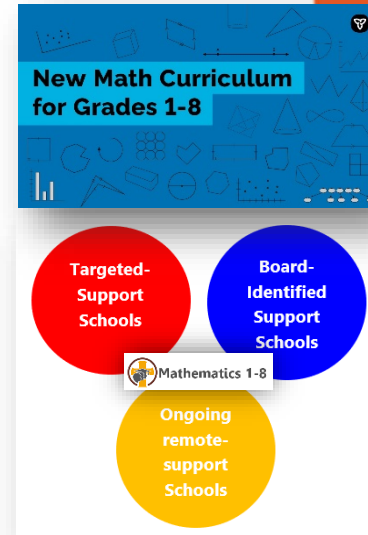 New Math Curriculum
for Grades 1-8
Targeted-
Support
Schools
Board-
Identified
Support
Schools
Mathematics 1-8
Ongoing
remote-
support
Schools